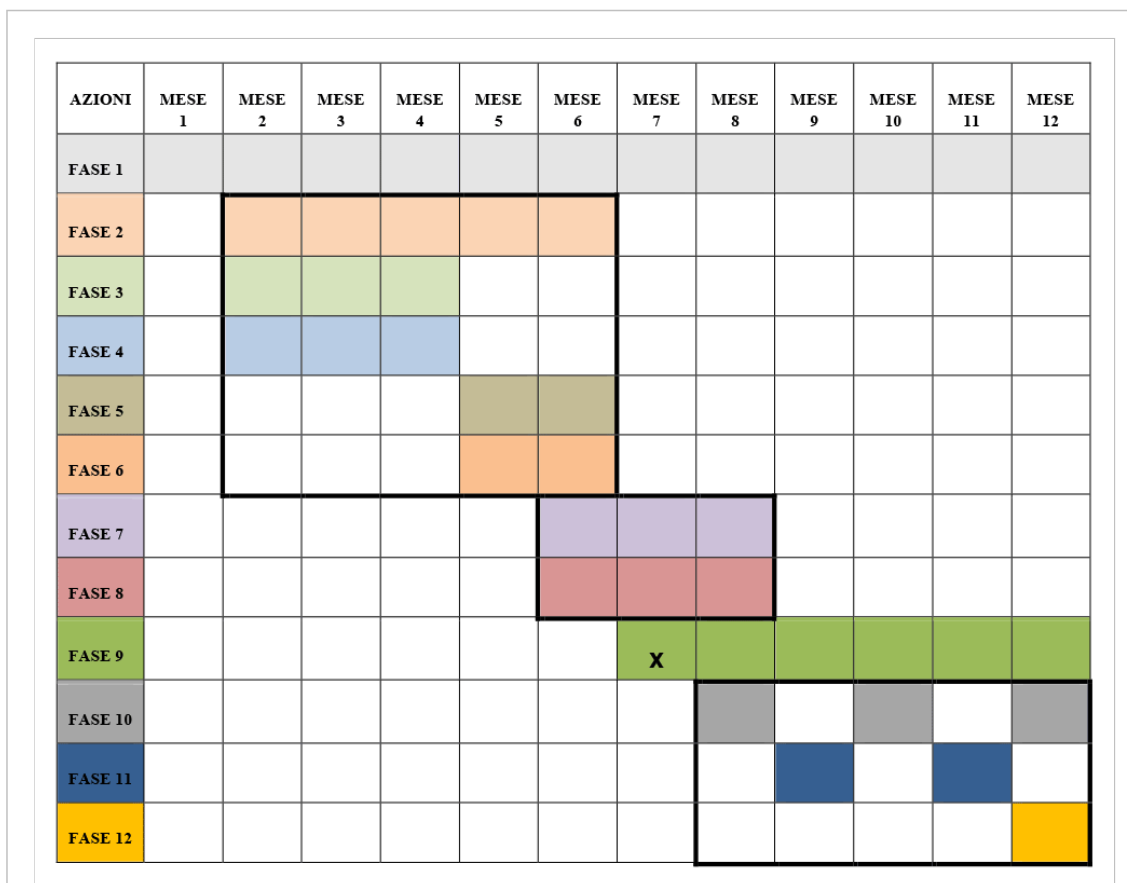 AZIONI MESE 1 MESE 2 MESE 3 MESE 4 MESE 5 MESE 6 MESE 7 MESE 8 MESE 9 MESE 10 MESE 11 MESE 12
FASE 1
FASE 2
FASE 3
FASE 4
FASE 5
FASE 6
FASE 7
FASE 8
FASE 9 X
FASE 10
FASE 11
FASE 12